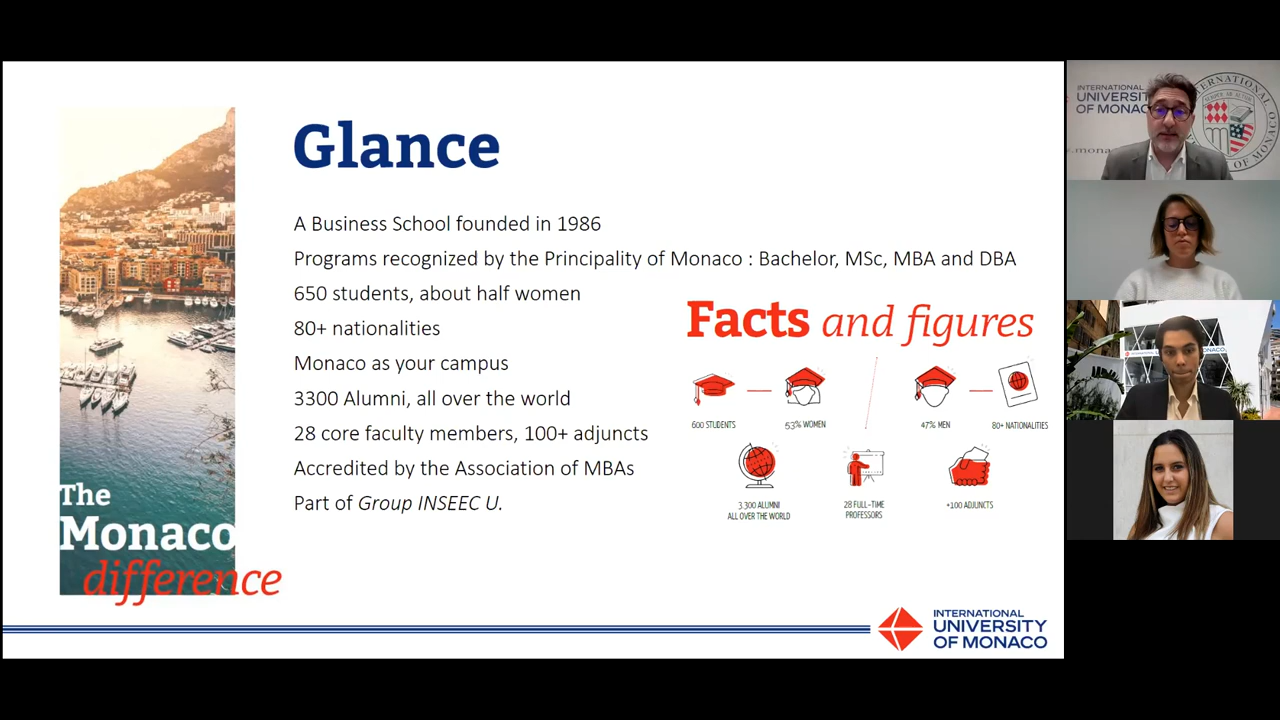 Glance
A Business School founded in 1986
Programs recognized by the Principality of Monaco : Bachelor, MSc, MBA and DBA
650 students, about half women
80+ nationalities
Monaco as your campus
3300 Alumni, all over the world
28 core faculty members, 100+ adjuncts
Accredited by the Association of MBAs
Part of Group INSEEC U.
Facts and figures
600 STUDENTS
53% WOMEN
47% MEN
80+ NATIONALITIES
3.300 ALUMNI
ALL OVER THE WORLD
28 FULL-TIME
PROFESSORS
+100 ADJUNCTS
The
Monaco
difference
INTERNATIONAL
UNIVERSITY
OF MONACO
INTERNATIONAL
UNIVERSITY
OF MONAC